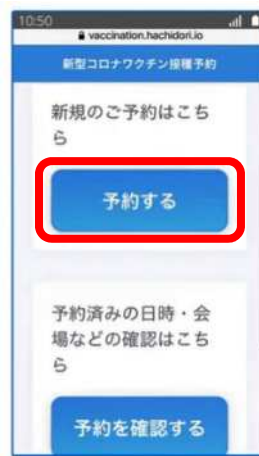 10:50
vaccination.hachidori.io
新型コロナワクチン接種予約
新規のご予約はこち
ら
予約する
予約済みの日時・会
場などの確認はこち
ら
予約を確認する